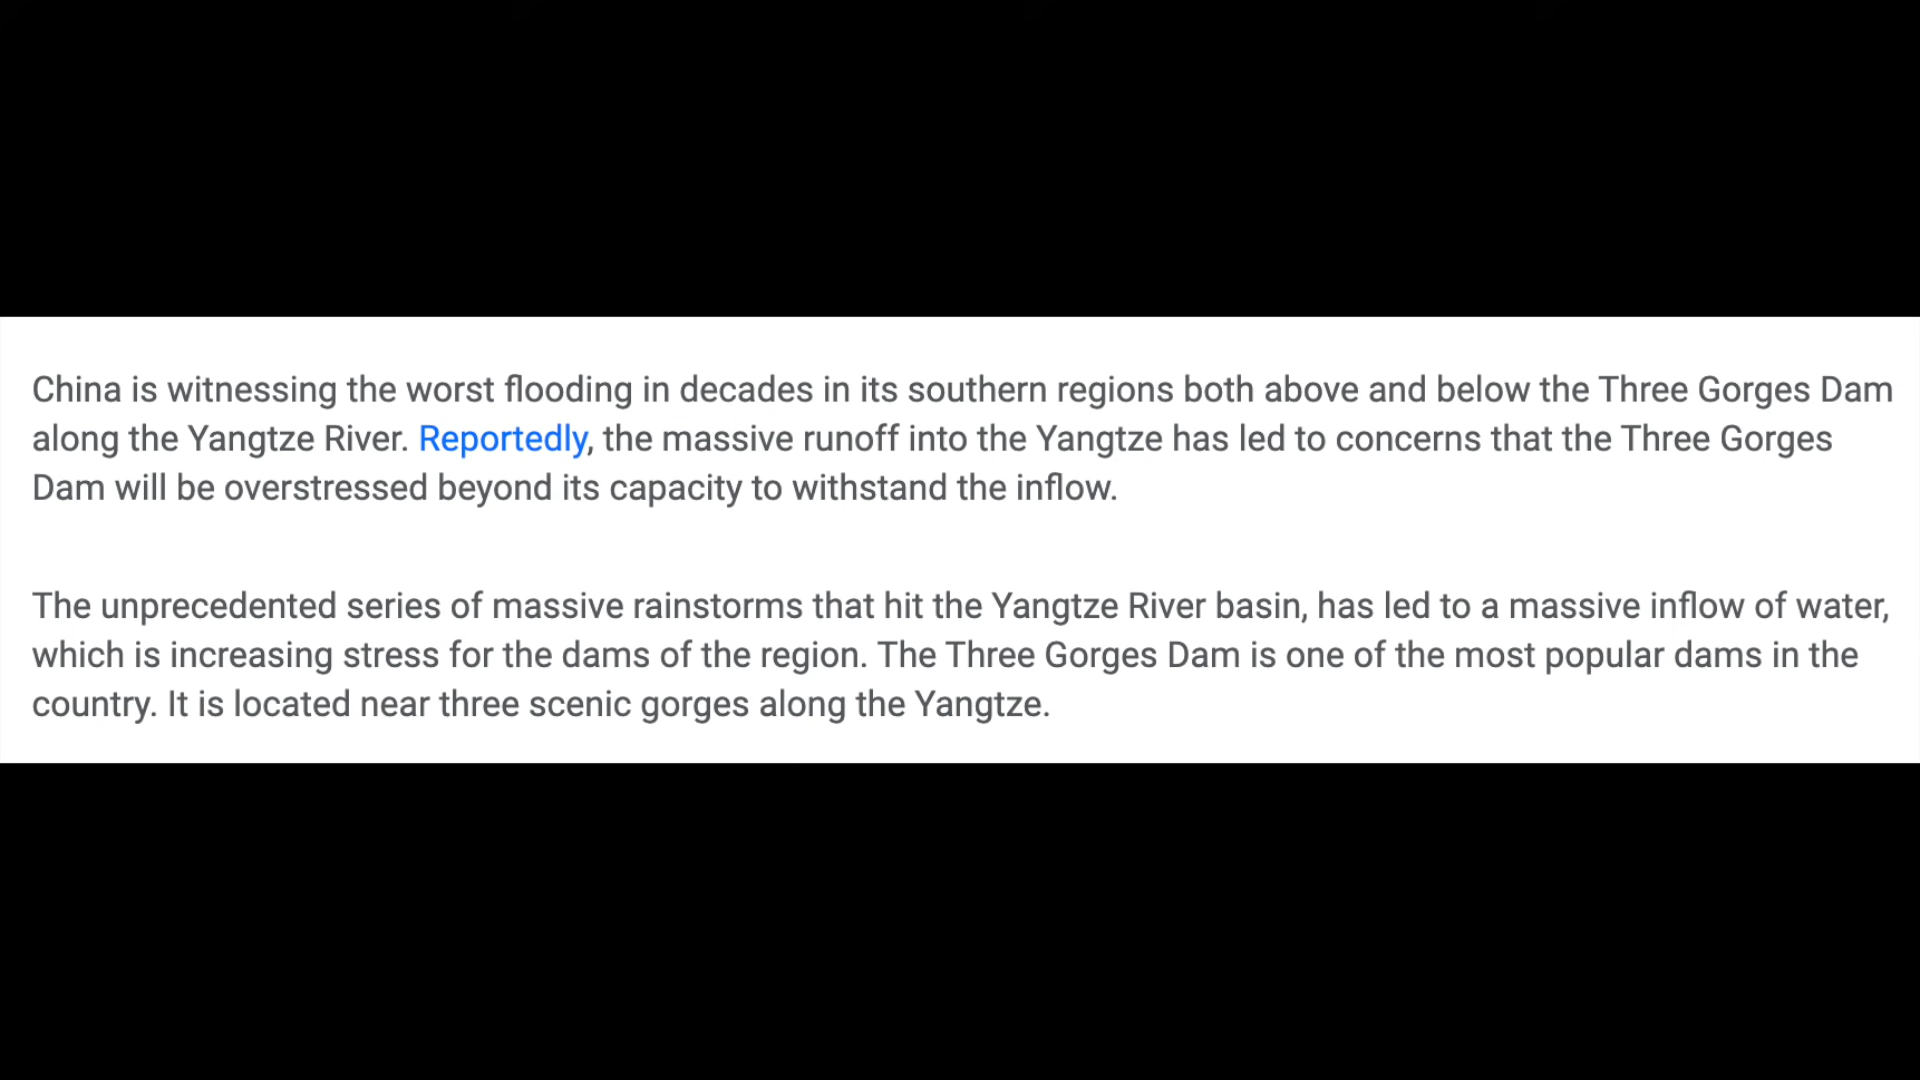 China is witnessing the worst flooding in decades in its southern regions both above and below the Three Gorges Dam
along the Yangtze River. Reportedly, the massive runoff into the Yangtze has led to concerns that the Three Gorges
Dam will be overstressed beyond its capacity to withstand the inflow.
The unprecedented series of massive rainstorms that hit the Yangtze River basin, has led to a massive inflow of water,
which is increasing stress for the dams of the region. The Three Gorges Dam is one of the most popular dams in the
country. It is located near three scenic gorges along the Yangtze.